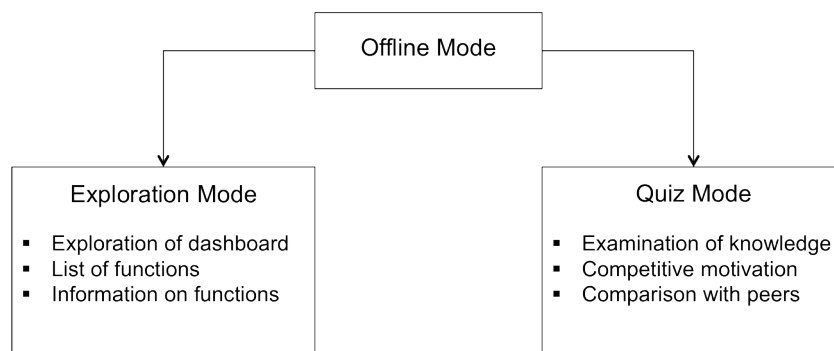 Offline Mode
Exploration Mode
▪ Exploration of dashboard
▪ List of functions
▪ Information on functions
Quiz Mode
▪ Examination of knowledge
▪ Competitive motivation
▪ Comparison with peers